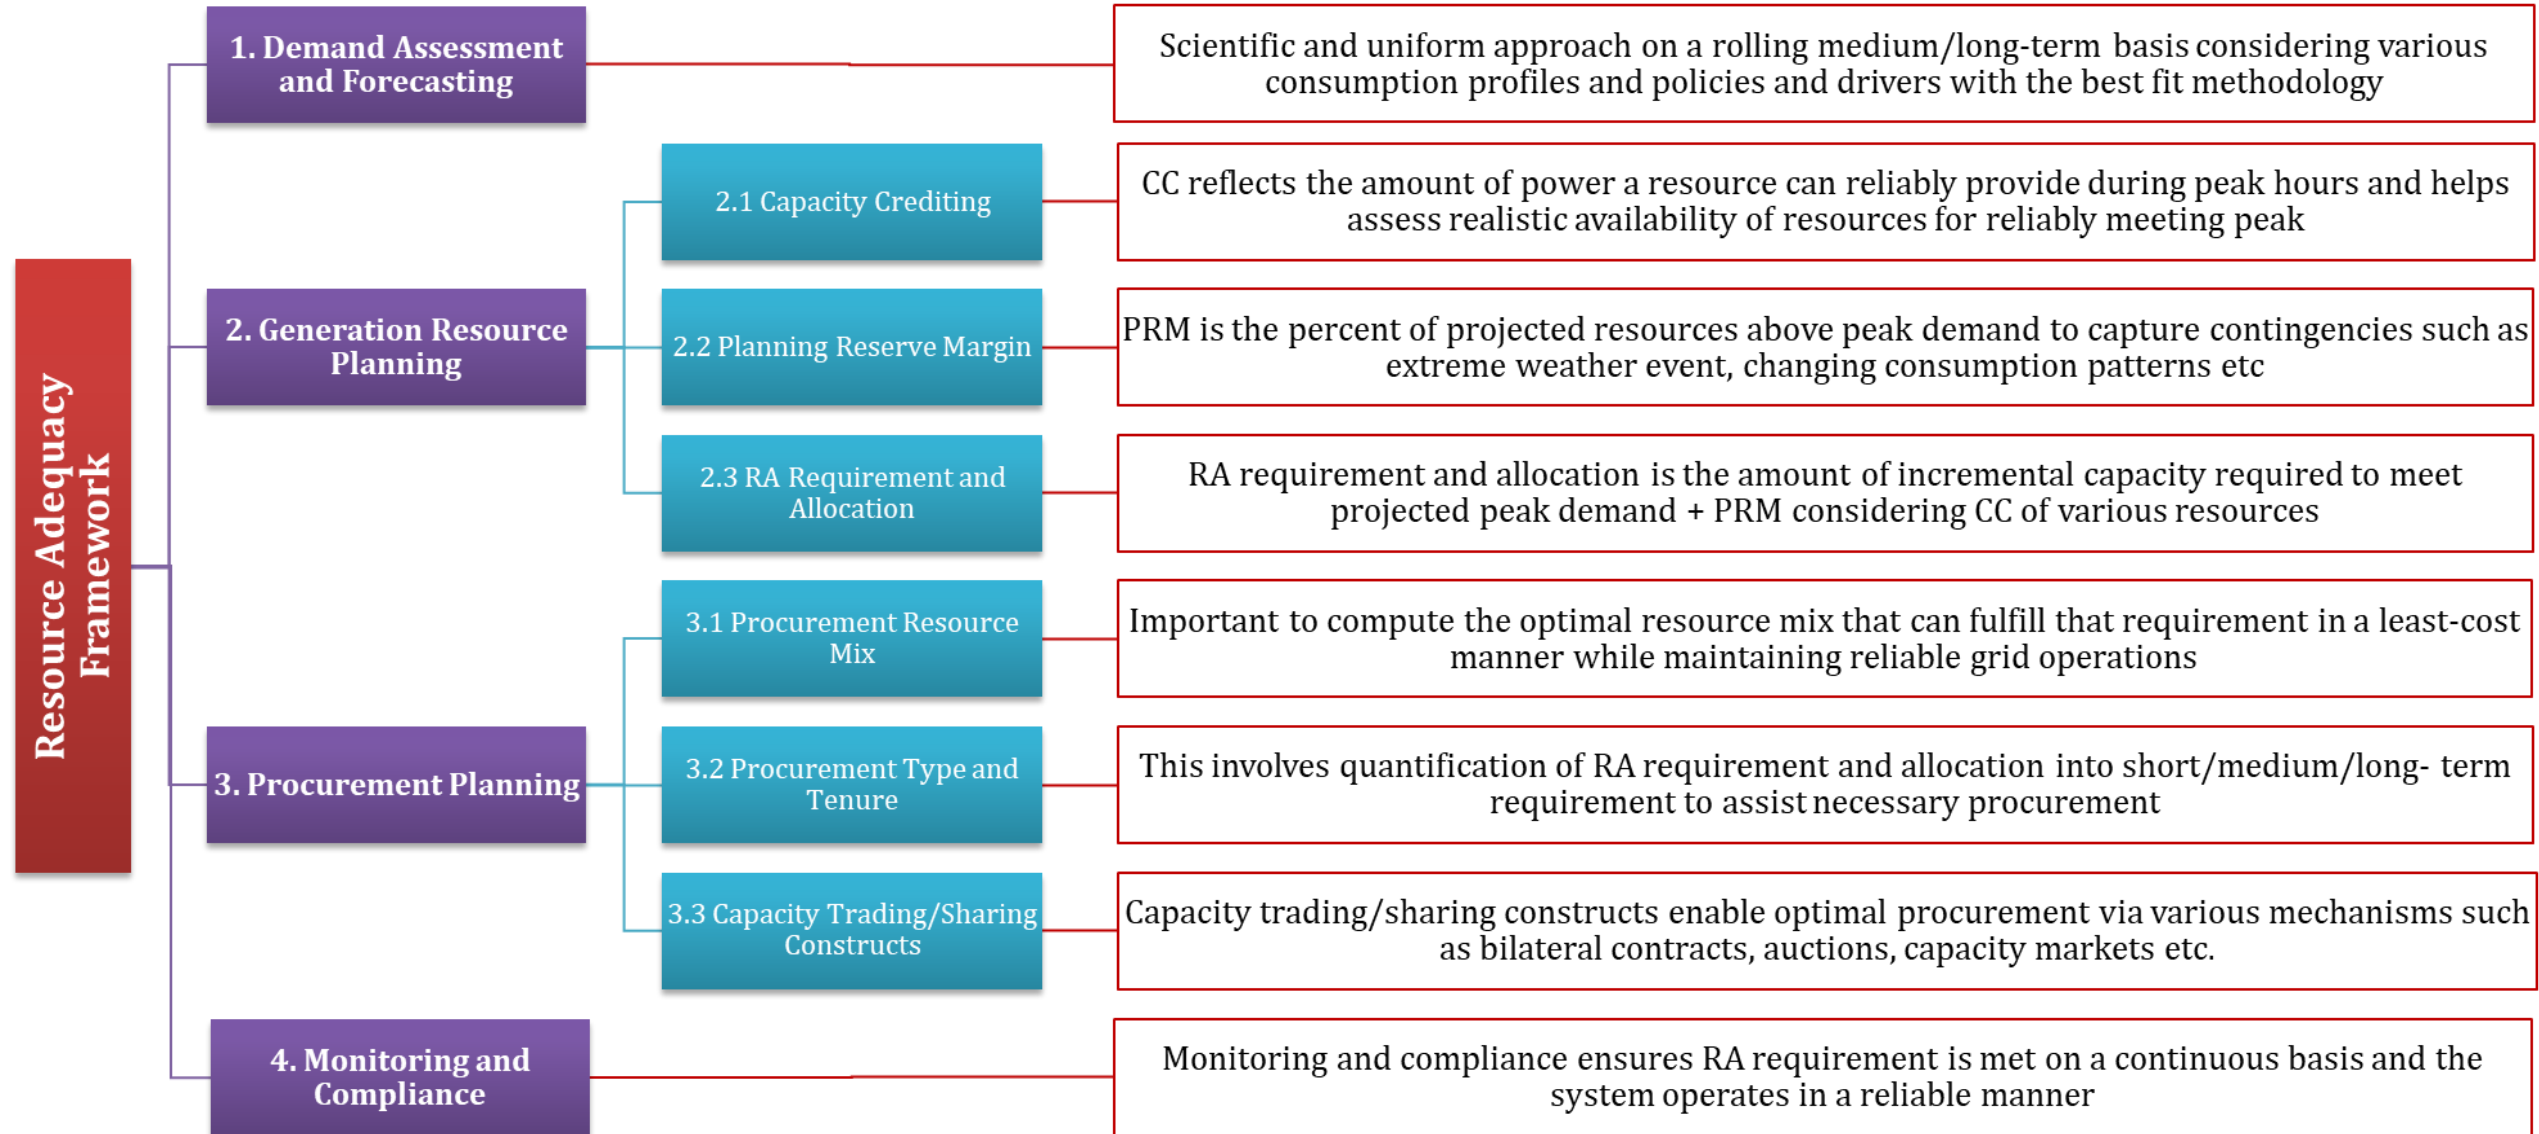 Resource Adequacy
Framework
1. Demand Assessment
and Forecasting
Scientific and uniform approach on a rolling medium/long-term basis considering various
consumption profiles and policies and drivers with the best fit methodology
2. Generation Resource
Planning
2.1 Capacity Crediting
CC reflects the amount of power a resource can reliably provide during peak hours and helps
assess realistic availability of resources for reliably meeting peak
2.2 Planning Reserve Margin
PRM is the percent of projected resources above peak demand to capture contingencies such as
extreme weather event, changing consumption patterns etc
2.3 RA Requirement and
Allocation
RA requirement and allocation is the amount of incremental capacity required to meet
projected peak demand + PRM considering CC of various resources
3. Procurement Planning
3.1 Procurement Resource
Mix
Important to compute the optimal resource mix that can fulfill that requirement in a least-cost
manner while maintaining reliable grid operations
3.2 Procurement Type and
Tenure
This involves quantification of RA requirement and allocation into short/medium/long- term
requirement to assist necessary procurement
3.3 Capacity Trading/Sharing
Constructs
Capacity trading/sharing constructs enable optimal procurement via various mechanisms such
as bilateral contracts, auctions, capacity markets etc.
4. Monitoring and
Compliance
Monitoring and compliance ensures RA requirement is met on a continuous basis and the
system operates in a reliable manner